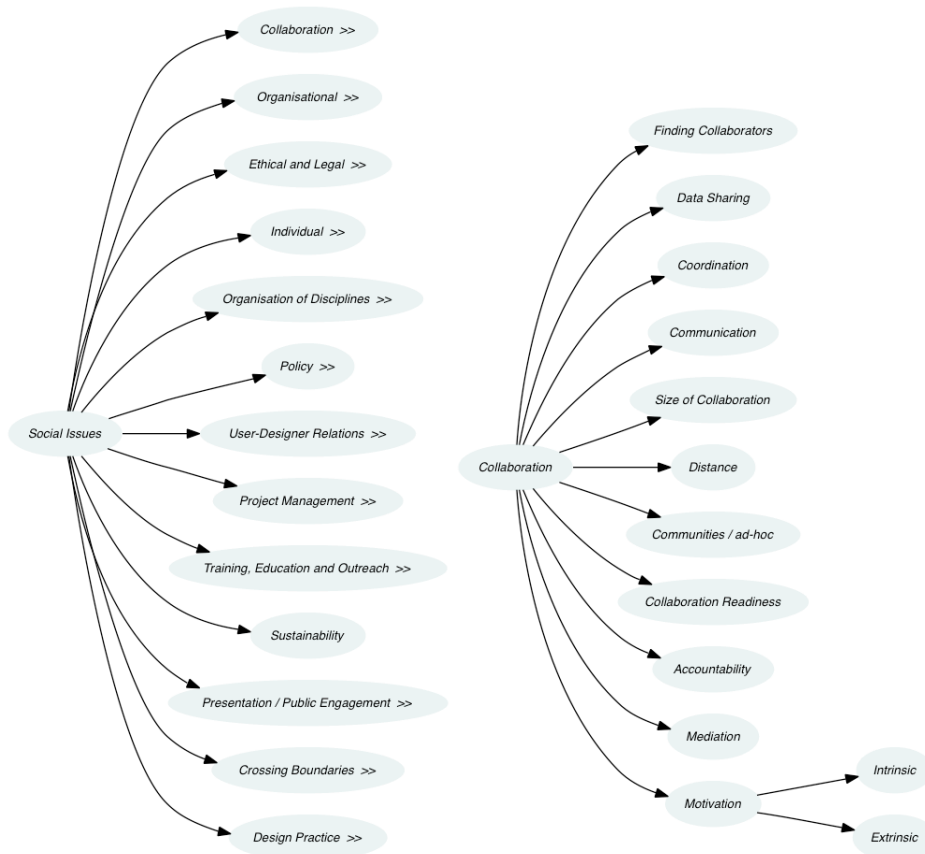 Collaboration >>
Organisational >>
Ethical and Legal >>
Individual >>
Organisation of Disciplines >>
Policy >>
Social Issues
User-Designer Relations >>
Project Management >>
Training, Education and Outreach >>
Sustainability
Presentation / Public Engagement >>
Crossing Boundaries >>
Design Practice >>
Finding Collaborators
Data Sharing
Coordination
Communication
Size of Collaboration
Collaboration
Distance
Communities / ad-hoc
Collaboration Readiness
Accountability
Mediation
Motivation
Intrinsic
Extrinsic